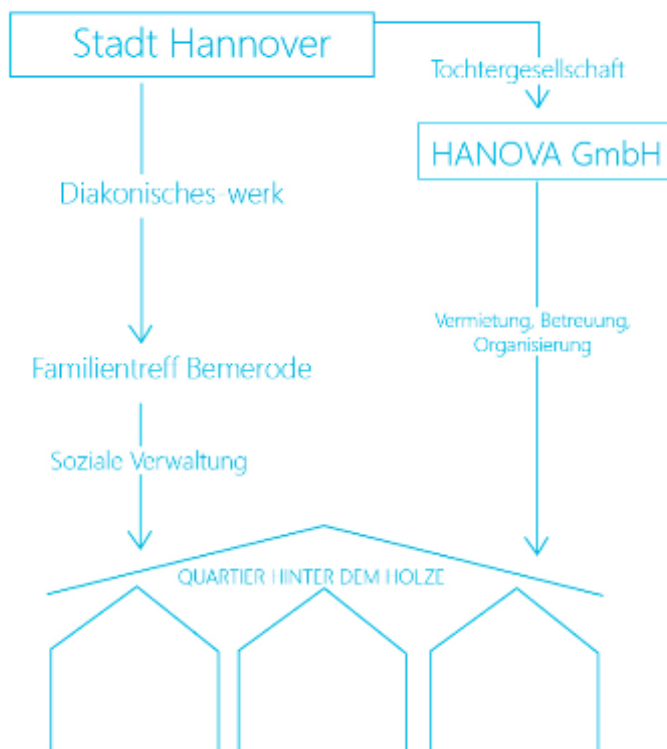 Stadt Hannover
Tochtergesellschaft
HANOVA GmbH
Diakonisches-werk
Vermietung, Betreuung,
Organisierung
Familientreff Bemerode
Soziale Verwaltung
QUARTIER HINTER DEM HOLZE